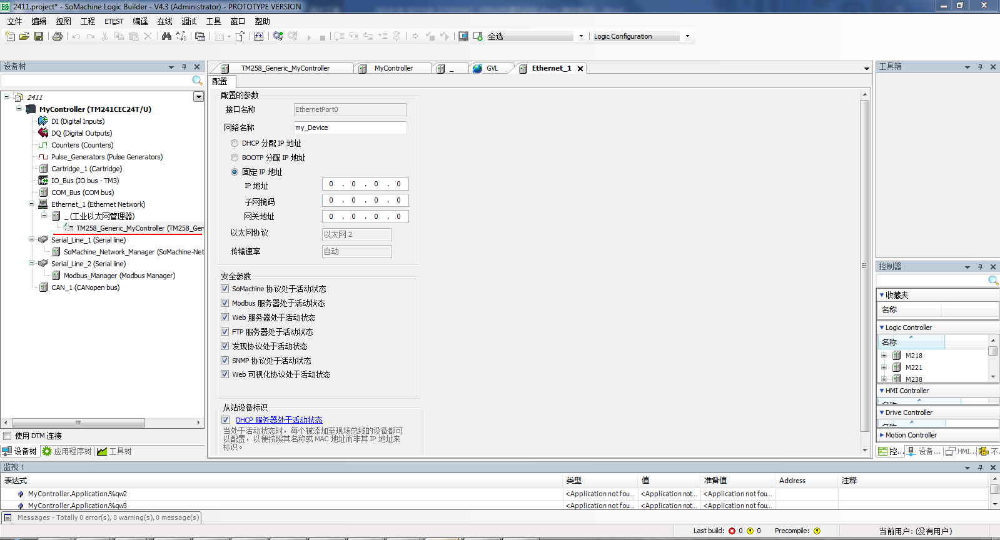 2411.project* - SoMachine Logic Builder - V4.3 (Administrator) - PROTOTYPE VERSION
文件 编辑 视图 工程 ETEST 编译 在线 调试 工具 窗口 帮助
全选 Logic Configuration
设备树
2411
MyController (TM241CEC24T/U)
DI (Digital Inputs)
DQ (Digital Outputs)
Counters (Counters)
Pulse_Generators (Pulse Generators)
Cartridge_1 (Cartridge)
IO_Bus (IO bus - TM3)
COM_Bus (COM bus)
Ethernet_1 (Ethernet Network)
_ (工业以太网管理器)
TM258_Generic_MyController (TM258_Ger
Serial_Line_1 (Serial line)
SoMachine_Network_Manager (SoMachine-Net
Serial_Line_2 (Serial line)
Modbus_Manager (Modbus Manager)
CAN_1 (CANopen bus)
使用 DTM 连接
设备树 应用程序树 工具树
TM258_Generic_MyController MyController _ GVL Ethernet_1
配置
配置的参数
接口名称 EthernetPort0
网络名称 my_Device
DHCP 分配 IP 地址
BOOTP 分配 IP 地址
固定 IP 地址
IP 地址 0 . 0 . 0 . 0
子网掩码 0 . 0 . 0 . 0
网关地址 0 . 0 . 0 . 0
以太网协议 以太网 2
传输速率 自动
安全参数
SoMachine 协议处于活动状态
Modbus 服务器处于活动状态
Web 服务器处于活动状态
FTP 服务器处于活动状态
发现协议处于活动状态
SNMP 协议处于活动状态
Web 可视化协议处于活动状态
从站设备标识
DHCP 服务器处于活动状态
当处于活动状态时，每个被添加至现场总线的设备都可
以配置，以便按照其名称或 MAC 地址而非其 IP 地址来
标识。
工具箱
控制器
收藏夹
名称
Logic Controller
名称
M218
M221
M238
HMI Controller
Drive Controller
Motion Controller
控... 设备... HMI... 不.
监视 1
表达式 类型 值 准备值 Address 注释
MyController.Application.%qw2 <Application not fou... <Application not... <Application not fou...
MyController.Application.%qw3 <Application not fou... <Application not... <Application not fou...
Messages - Totally 0 error(s), 0 warning(s), 0 message(s)
Last build: 0 0 Precompile: 当前用户: (没有用户)